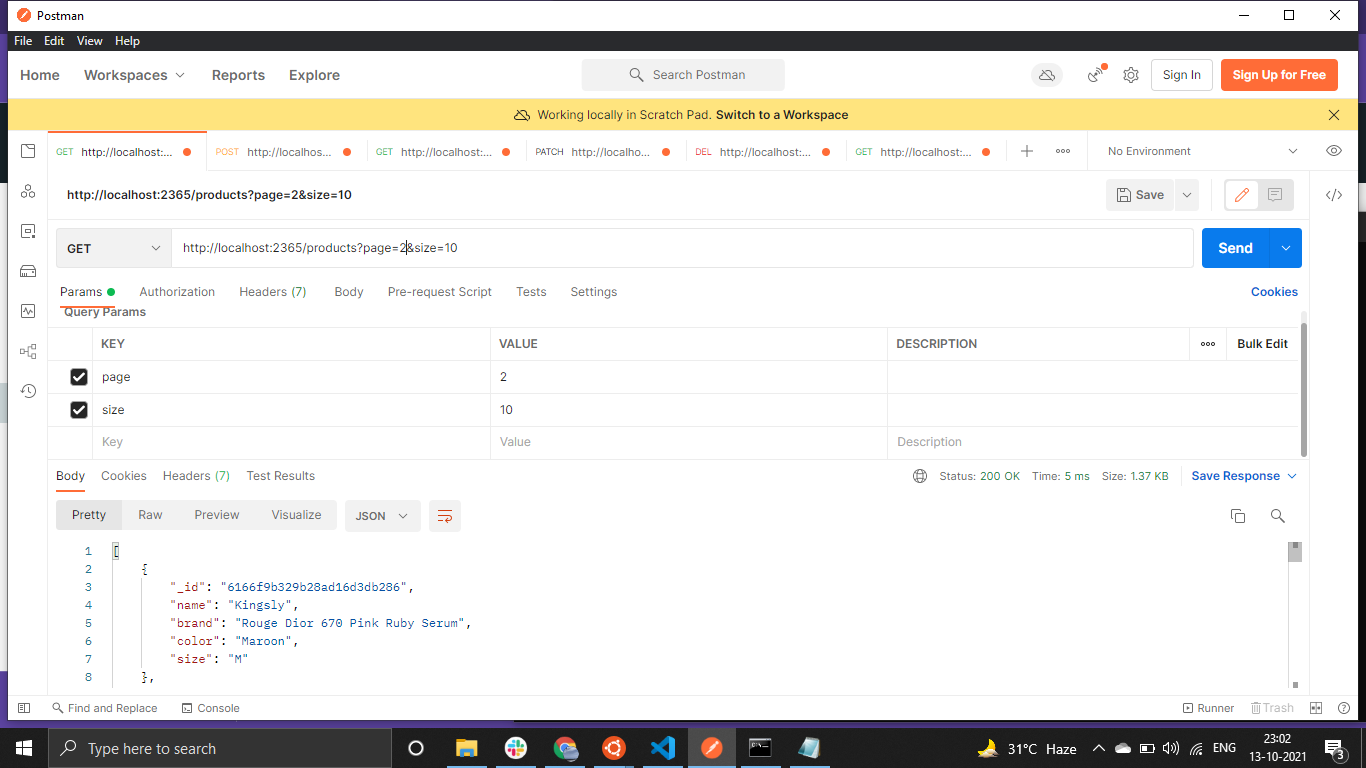 Postman
File Edit View Help
Home Workspaces Reports Explore Search Postman Sign In Sign Up for Free
Working locally in Scratch Pad. Switch to a Workspace
GET http://localhost:... POST http://localhos... GET http://localhost:... PATCH http://localho... DEL http://localhost:... GET http://localhost:... No Environment
http://localhost:2365/products?page=2&size=10 Save
GET http://localhost:2365/products?page=2&size=10 Send
Params Authorization Headers (7) Body Pre-request Script Tests Settings Cookies
Query Params
KEY VALUE DESCRIPTION Bulk Edit
page 2
size 10
Key Value Description
Body Cookies Headers (7) Test Results Status: 200 OK Time: 5 ms Size: 1.37 KB Save Response
Pretty Raw Preview Visualize JSON
1 [
2 {
3 "_id": "6166f9b329b28ad16d3db286",
4 "name": "Kingsly",
5 "brand": "Rouge Dior 670 Pink Ruby Serum",
6 "color": "Maroon",
7 "size": "M"
8 },
Find and Replace Console Runner Trash
Type here to search 31°C Haze ENG 23:02
13-10-2021 3